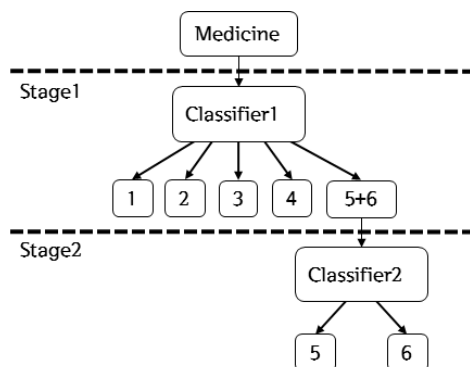 Medicine
Stage1
Classifier1
1 2 3 4 5+6
Stage2
Classifier2
5 6